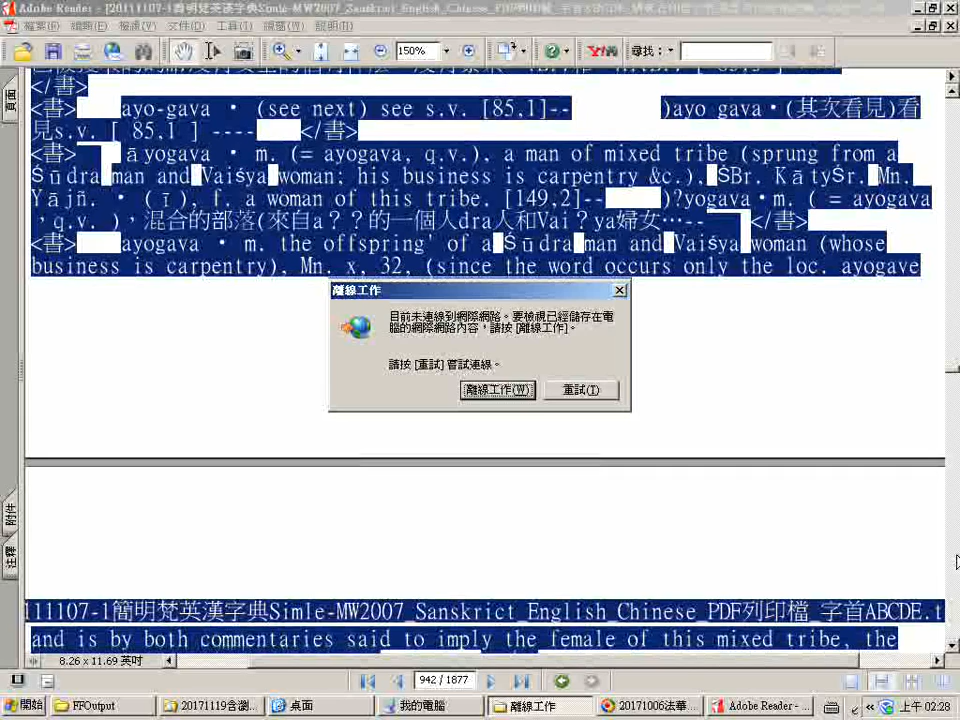 Adobe Reader - [20111107-1簡明梵英漢字典Simle-MW2007_Sanskrict_English_Chinese_PDF列印檔_字首ABCDE
檔案(F) 編輯(E) 檢視(V) 文件(D) 工具(T) 視窗(W) 說明(H)
150% 尋找：
</書>
<書> ayo-gava • (see next) see s.v. [85,1]-- )ayo gava•(其次看見)看
見s.v. [ 85,1 ] ---- </書>
<書> āyogava • m. (= ayogava, q.v.), a man of mixed tribe (sprung from a
Śūdra man and Vaiśya woman; his business is carpentry &c.), ŚBr. KātyŚr. Mn.
Yājñ. • (ī), f. a woman of this tribe. [149,2]-- )?yogava•m. ( = ayogava
，q.v. )，混合的部落(來自a？？的一個人dra人和Vai？ya婦女…-- </書>
<書> ayogava • m. the offspring' of a Śūdra man and Vaiśya woman (whose
business is carpentry), Mn. x, 32, (since the word occurs only the loc. ayogave
離線工作
目前未連線到網際網路。要檢視已經儲存在電
腦的網際網路內容，請按 [離線工作]。
請按 [重試] 嘗試連線。
離線工作(W) 重試(T)
頁面
附件
注釋
111107-1簡明梵英漢字典Simle-MW2007_Sanskrict_English_Chinese_PDF列印檔_字首ABCDE.t
and is by both commentaries said to imply the female of this mixed tribe, the
8.26 x 11.69 英吋
942 / 1877
開始 FFOutput 20171119含瀏... 桌面 我的電腦 離線工作 20171006法華... Adobe Reader - ... 上午 02:28